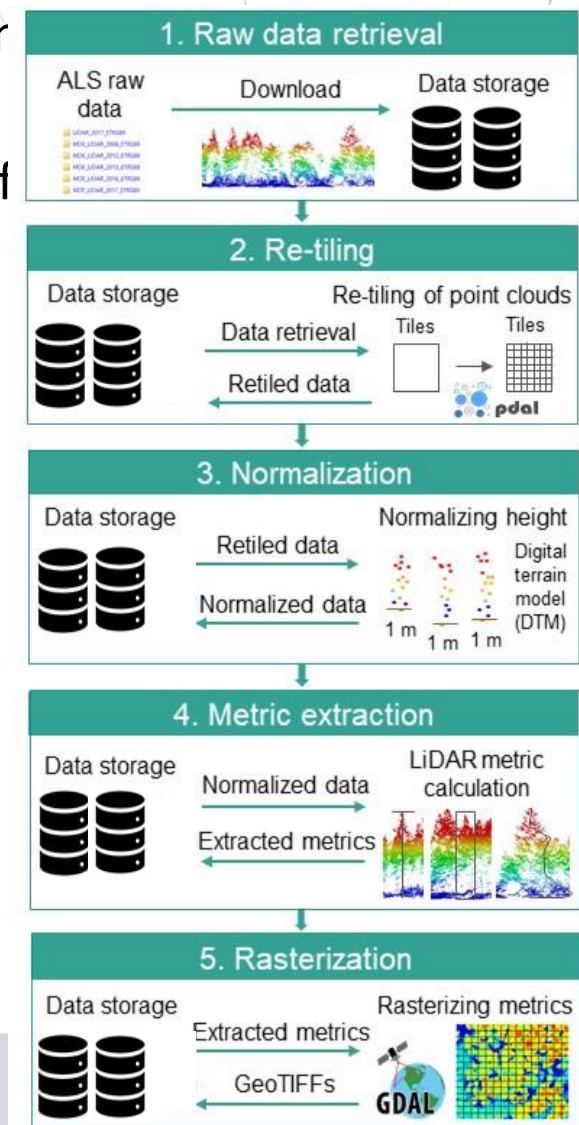 1. Raw data retrieval
ALS raw
data
Download
Data storage
LIDAR_2017_ETRG89
2. Re-tiling
Data storage
Re-tiling of point clouds
Data retrieval
Tiles
Tiles
Retiled data
pdal
3. Normalization
Data storage
Normalizing height
Retiled data
Digital
terrain
model
(DTM)
Normalized data
1 m
1 m
1 m
4. Metric extraction
Data storage
LiDAR metric
calculation
Normalized data
Extracted metrics
5. Rasterization
Data storage
Rasterizing metrics
Extracted metrics
GeoTIFFs
GDAL